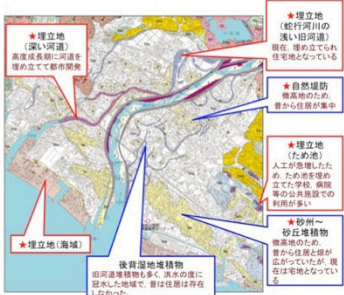 ★埋立地
(深い河道)
高度成長期に河道を
埋め立てて都市開発
★埋立地
(蛇行河川の
浅い旧河道)
現在、埋め立てられ
住宅地となっている
★自然堤防
微高地のため、
昔から住居が集中
★埋立地
(ため池)
人工が急増したた
め、ため池を埋め
立てた学校、病院
等の公共施設での
利用が多い
★砂州～
砂丘堆積物
微高地のため、
昔から住居と畑が
広がっていたが、現
在は宅地となってい
る
★埋立地(海域)
後背湿地堆積物
旧河道堆積物も多く、洪水の度に
冠水した地域で、昔は住居は存在
しなかった